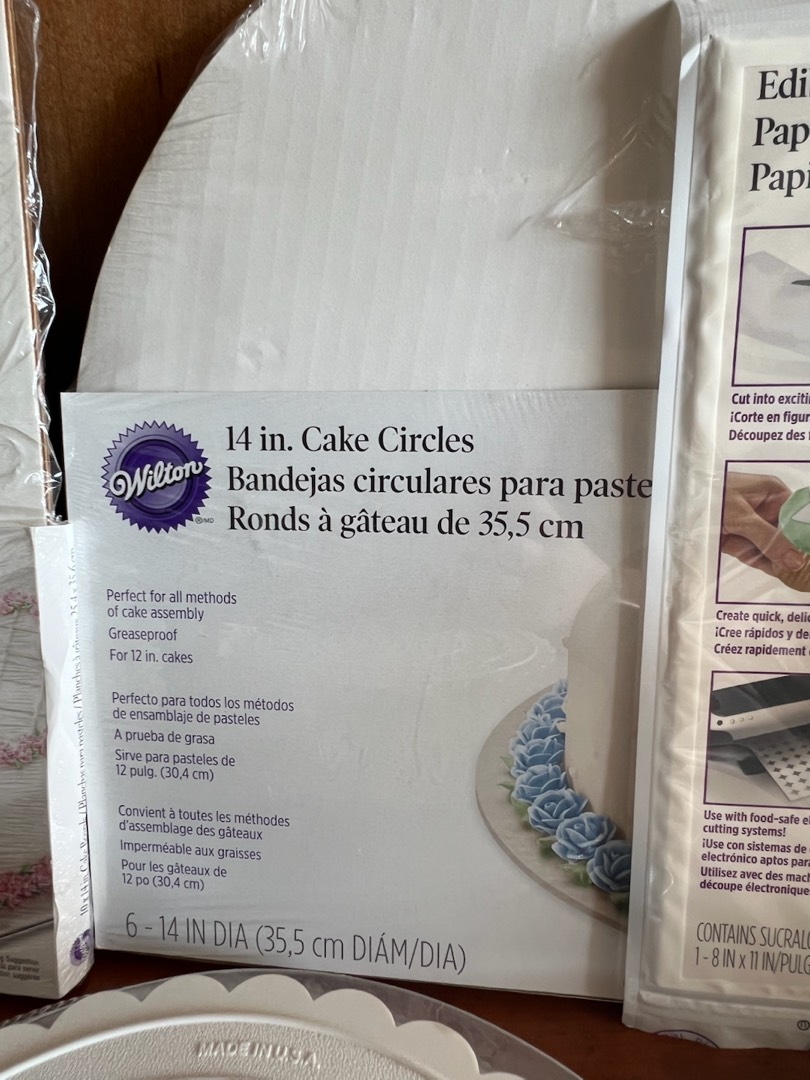 Wilton
®/MD
14 in. Cake Circles
Bandejas circulares para paste
Ronds à gâteau de 35,5 cm
Perfect for all methods
of cake assembly
Greaseproof
For 12 in. cakes
Perfecto para todos los métodos
de ensamblaje de pasteles
A prueba de grasa
Sirve para pasteles de
12 pulg. (30,4 cm)
Convient à toutes les méthodes
d'assemblage des gâteaux
Imperméable aux graisses
Pour les gâteaux de
12 po (30,4 cm)
6 - 14 IN DIA (35,5 cm DIÁM/DIA)
Edi
Pap
Papi
Cut into exciti
¡Corte en figur
Découpez des
Create quick, deli
¡Cree rápidos y de
Créez rapidement
Use with food-safe el
cutting systems!
¡Use con sistemas de
electrónico aptos par
Utilisez avec des mach
découpe électronique
CONTAINS SUCRALO
1 - 8 IN x 11 IN/PULG
MADE IN U.S.A.